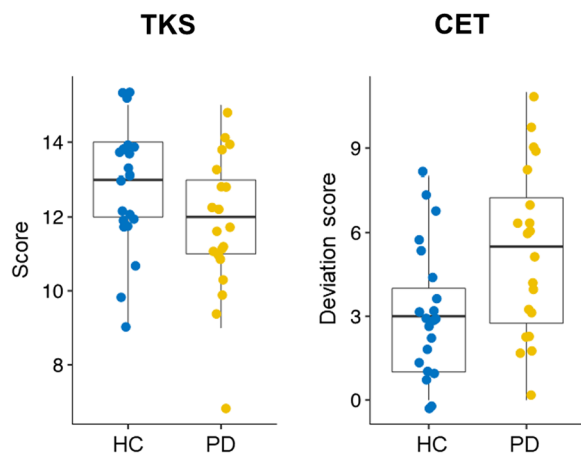 TKS
Score
14
12
10
8
HC PD
CET
Deviation score
9
6
3
0
HC PD